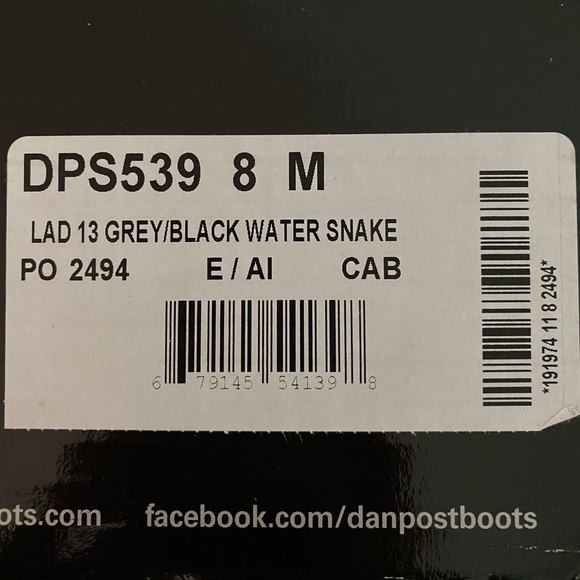 DPS539 8 M
LAD 13 GREY/BLACK WATER SNAKE
PO 2494 E / AI CAB
6 79145 54139 8
*191974 11 8 2494*
ots.com facebook.com/danpostboots